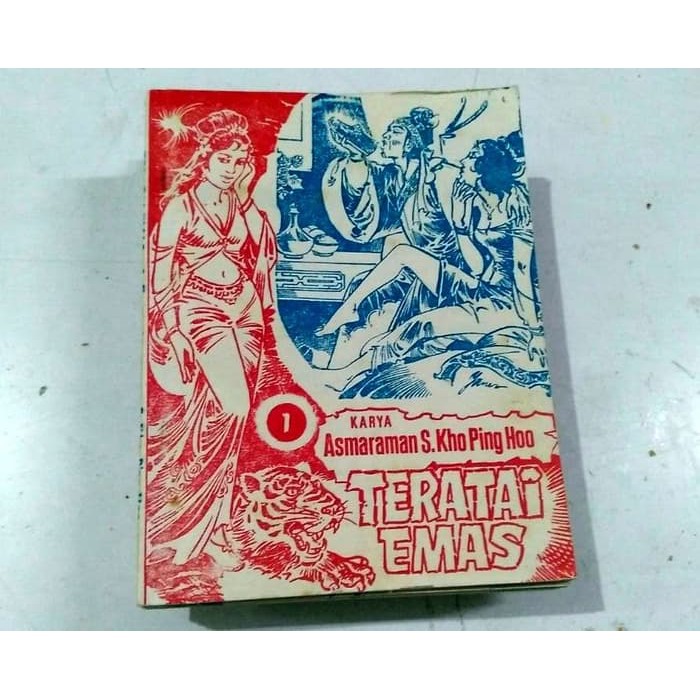 1
KARYA
Asmaraman S. Kho Ping Hoo
TERATAI
EMAS